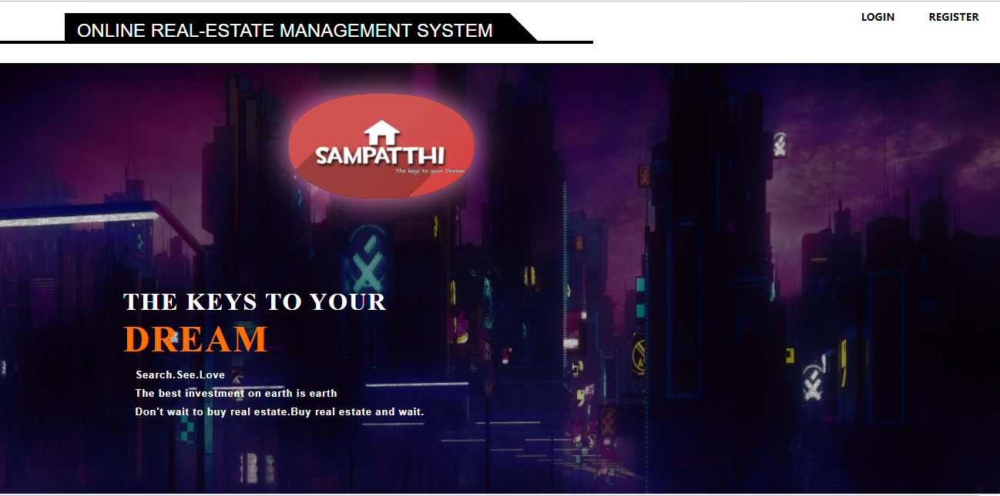 ONLINE REAL-ESTATE MANAGEMENT SYSTEM
LOGIN
REGISTER
SAMPATTHI
The keys to your Dream
THE KEYS TO YOUR
DREAM
Search.See.Love
The best investment on earth is earth
Don't wait to buy real estate.Buy real estate and wait.